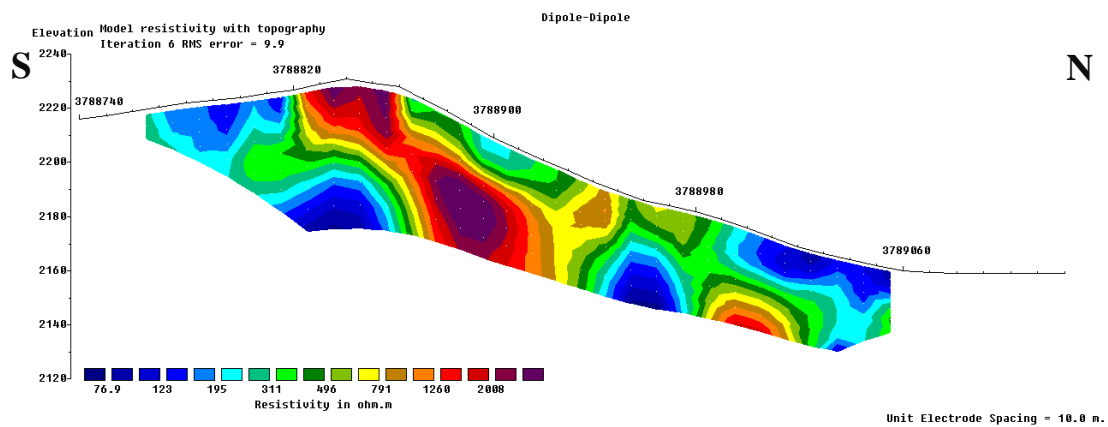 Dipole-Dipole
Elevation Model resistivity with topography
Iteration 6 RMS error = 9.9
S
N
2240
2220
2200
2180
2160
2140
2120
3788740
3788820
3788900
3788980
3789060
76.9 123 195 311 496 791 1260 2008
Resistivity in ohm.m
Unit Electrode Spacing = 10.0 m.